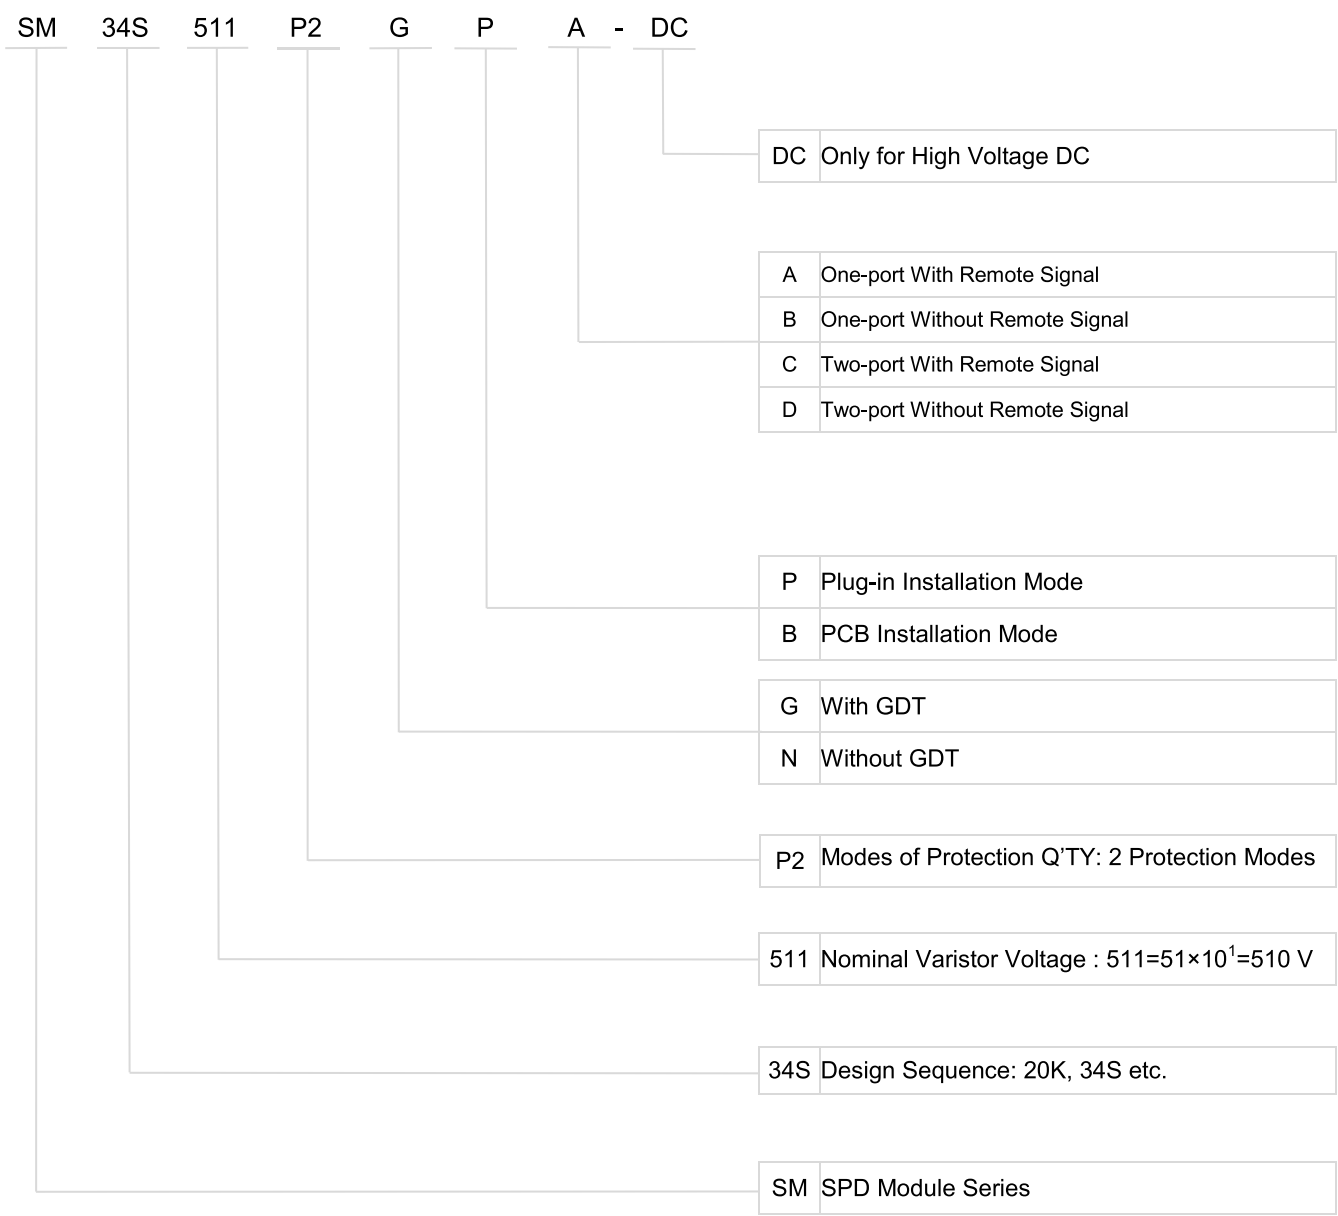 SM 34S 511 P2 G P A - DC
DC Only for High Voltage DC
A One-port With Remote Signal
B One-port Without Remote Signal
C Two-port With Remote Signal
D Two-port Without Remote Signal
P Plug-in Installation Mode
B PCB Installation Mode
G With GDT
N Without GDT
P2 Modes of Protection Q’TY: 2 Protection Modes
511 Nominal Varistor Voltage : 511=51×10¹=510 V
34S Design Sequence: 20K, 34S etc.
SM SPD Module Series